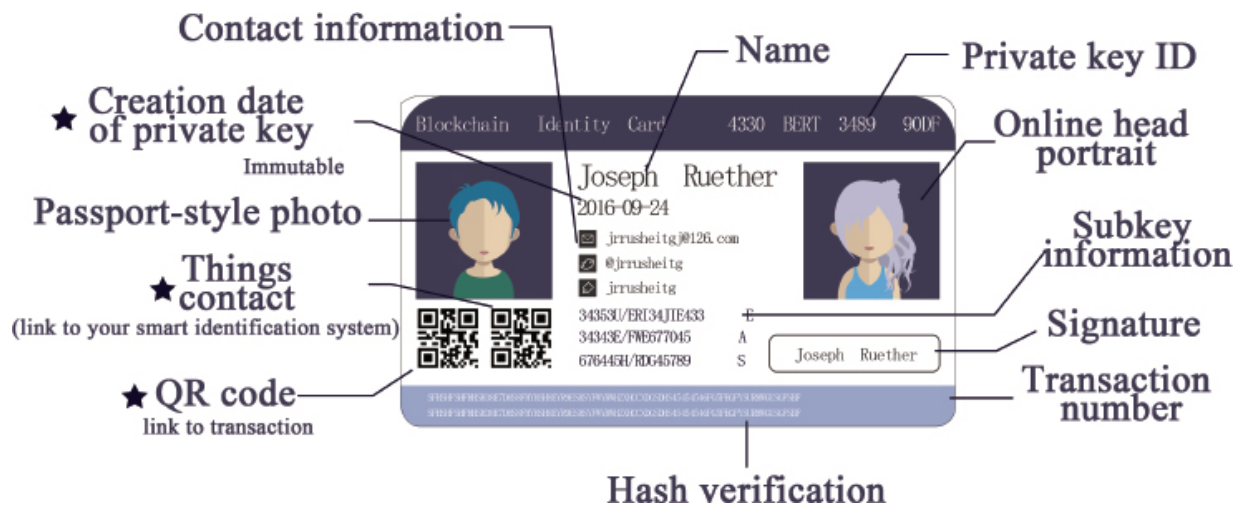 Contact information
Name
Private key ID
★ Creation date
of private key
Immutable
Blockchain Identity Card 4330 BERT 3489 90DF
Online head
portrait
Joseph Ruether
2016-09-24
Passport-style photo
jrrusheitgj@126.com
@jrrusheitg
jrrusheitg
Subkey
information
★ Things
contact
(link to your smart identification system)
34353U/ERI34JIE433 E
34343E/FWE677045 A
676445H/RDG45789 S
Signature
Joseph Ruether
★ QR code
link to transaction
Transaction
number
Hash verification